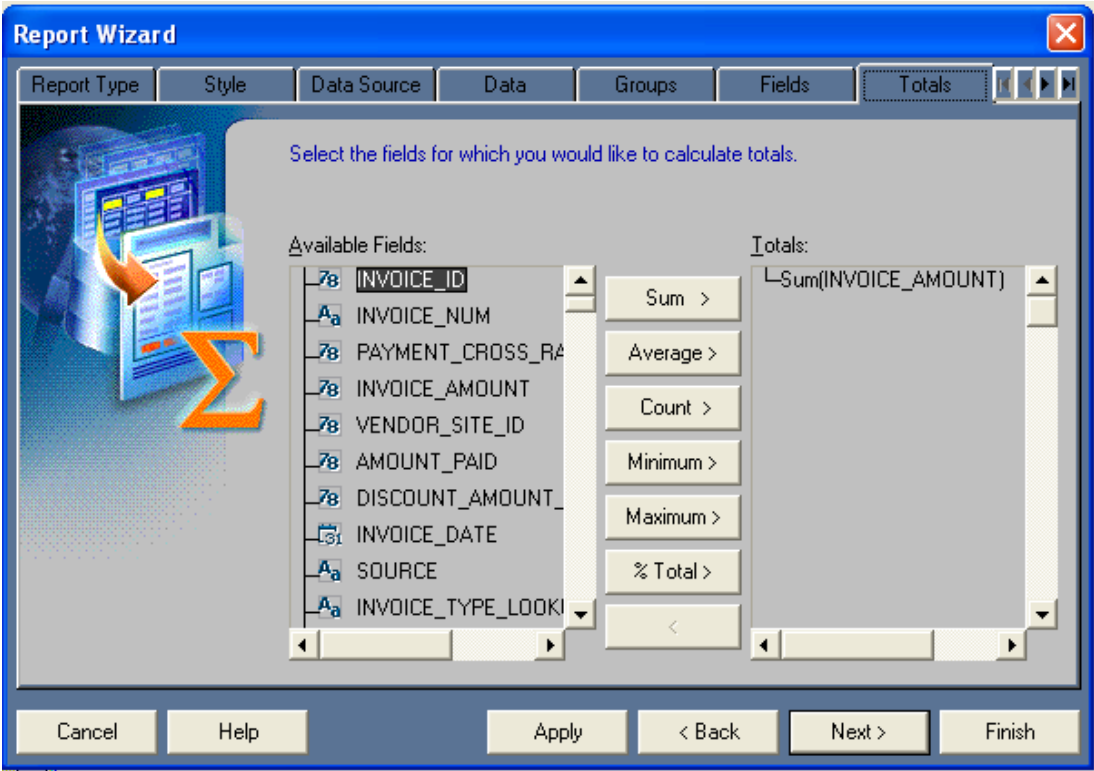 Report Wizard
Report Type Style Data Source Data Groups Fields Totals
Select the fields for which you would like to calculate totals.
Available Fields:
INVOICE_ID
INVOICE_NUM
PAYMENT_CROSS_RA
INVOICE_AMOUNT
VENDOR_SITE_ID
AMOUNT_PAID
DISCOUNT_AMOUNT_
INVOICE_DATE
SOURCE
INVOICE_TYPE_LOOKU
Sum >
Average >
Count >
Minimum >
Maximum >
% Total >
<
Totals:
Sum(INVOICE_AMOUNT)
Cancel Help Apply < Back Next > Finish